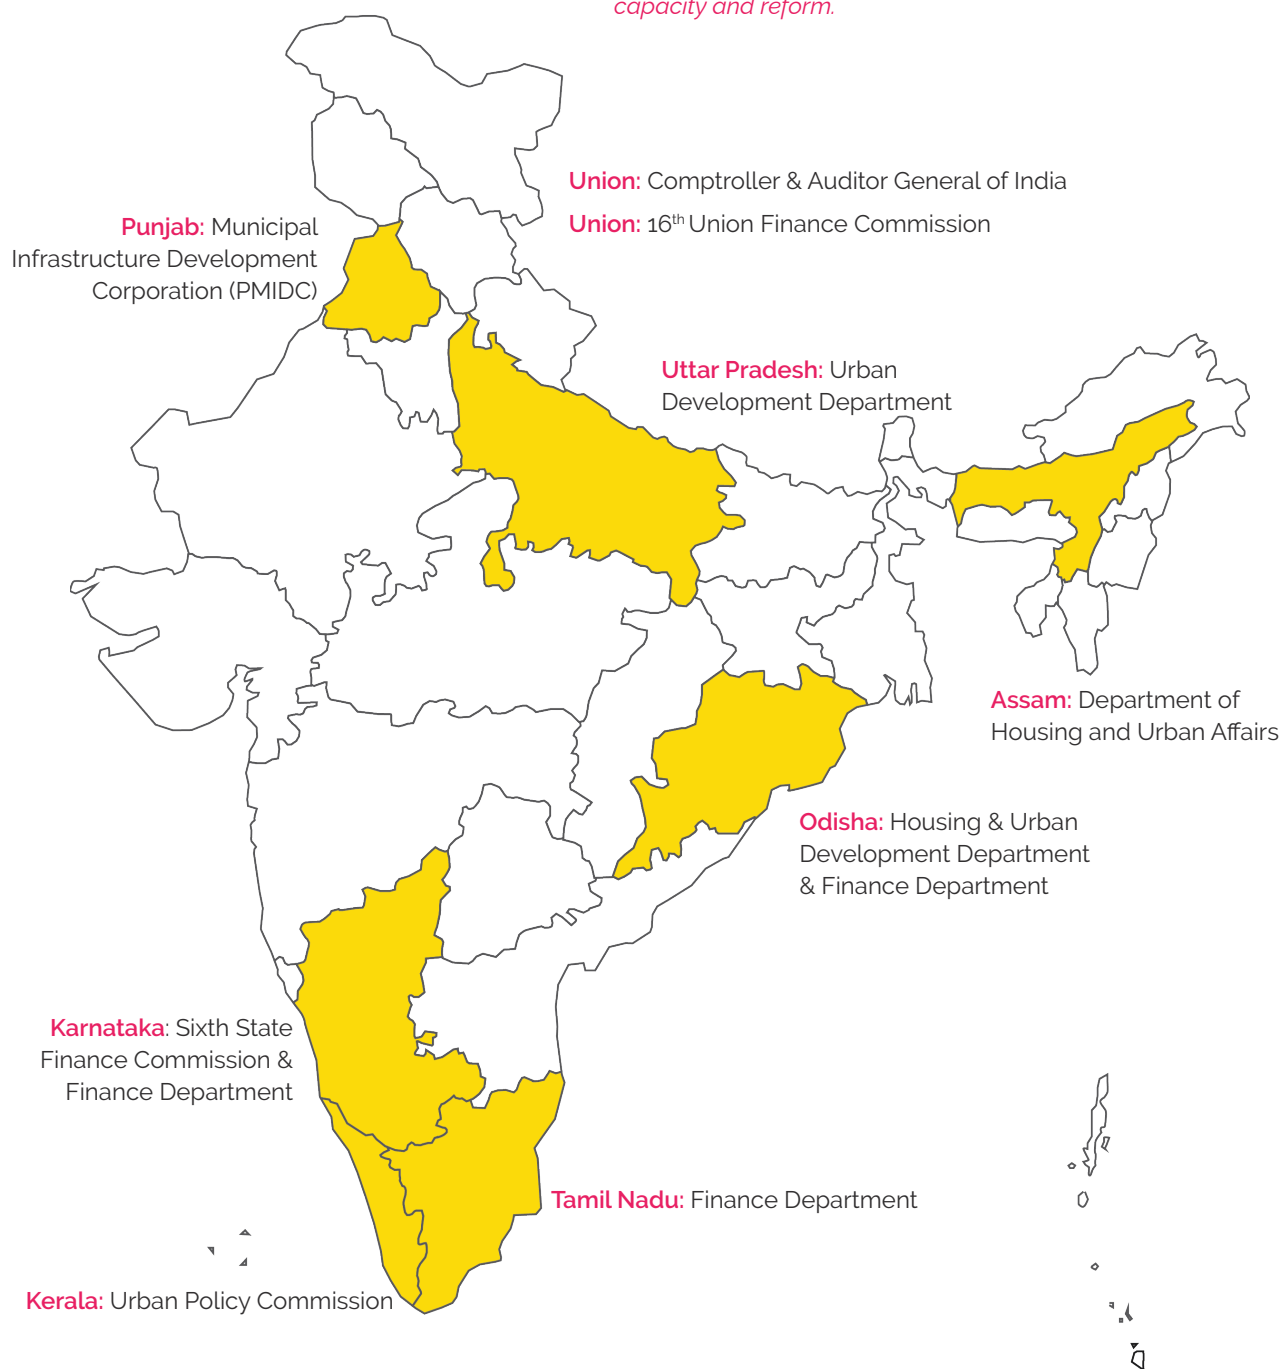 capacity and reform.
Union: Comptroller & Auditor General of India
Union: 16th Union Finance Commission
Punjab: Municipal
Infrastructure Development
Corporation (PMIDC)
Uttar Pradesh: Urban
Development Department
Assam: Department of
Housing and Urban Affairs
Odisha: Housing & Urban
Development Department
& Finance Department
Karnataka: Sixth State
Finance Commission &
Finance Department
Tamil Nadu: Finance Department
Kerala: Urban Policy Commission